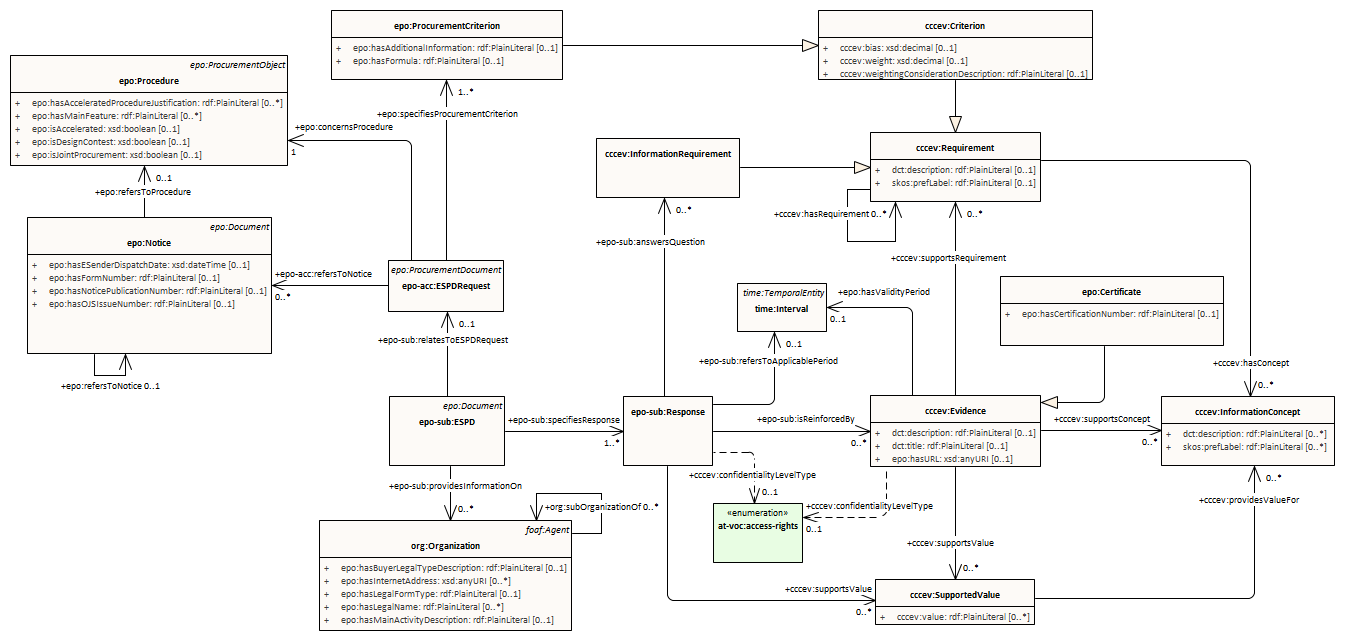 epo:ProcurementCriterion
+ epo:hasAdditionalInformation: rdf:PlainLiteral [0..1]
+ epo:hasFormula: rdf:PlainLiteral [0..1]
cccev:Criterion
+ cccev:bias: xsd:decimal [0..1]
+ cccev:weight: xsd:decimal [0..1]
+ cccev:weightingConsiderationDescription: rdf:PlainLiteral [0..1]
epo:ProcurementObject
epo:Procedure
+ epo:hasAcceleratedProcedureJustification: rdf:PlainLiteral [0..*]
+ epo:hasMainFeature: rdf:PlainLiteral [0..*]
+ epo:isAccelerated: xsd:boolean [0..1]
+ epo:isDesignContest: xsd:boolean [0..1]
+ epo:isJointProcurement: xsd:boolean [0..1]
1..*
+epo:specifiesProcurementCriterion
+epo:concernsProcedure
1
0..1
+epo:refersToProcedure
cccev:InformationRequirement
cccev:Requirement
+ dct:description: rdf:PlainLiteral [0..1]
+ skos:prefLabel: rdf:PlainLiteral [0..1]
+cccev:hasRequirement 0..*
0..*
+epo-sub:answersQuestion
0..*
+cccev:supportsRequirement
epo:Document
epo:Notice
+ epo:hasESenderDispatchDate: xsd:dateTime [0..1]
+ epo:hasFormNumber: rdf:PlainLiteral [0..1]
+ epo:hasNoticePublicationNumber: rdf:PlainLiteral [0..1]
+ epo:hasOJSIssueNumber: rdf:PlainLiteral [0..1]
+epo:refersToNotice 0..1
+epo-acc:refersToNotice
0..*
epo:ProcurementDocument
epo-acc:ESPDRequest
0..1
+epo-sub:relatesToESPDRequest
time:TemporalEntity
time:Interval
+epo:hasValidityPeriod
0..1
0..1
+epo-sub:refersToApplicablePeriod
epo:Certificate
+ epo:hasCertificationNumber: rdf:PlainLiteral [0..1]
+cccev:hasConcept
0..*
epo:Document
epo-sub:ESPD
+epo-sub:specifiesResponse
1..*
epo-sub:Response
+epo-sub:isReinforcedBy
0..*
cccev:Evidence
+ dct:description: rdf:PlainLiteral [0..1]
+ dct:title: rdf:PlainLiteral [0..1]
+ epo:hasURL: xsd:anyURI [0..1]
+cccev:supportsConcept
0..*
cccev:InformationConcept
+ dct:description: rdf:PlainLiteral [0..*]
+ skos:prefLabel: rdf:PlainLiteral [0..*]
+epo-sub:providesInformationOn
0..*
+org:subOrganizationOf 0..*
+cccev:confidentialityLevelType
0..1
«enumeration»
at-voc:access-rights
+cccev:confidentialityLevelType
0..1
0..*
+cccev:providesValueFor
foaf:Agent
org:Organization
+ epo:hasBuyerLegalTypeDescription: rdf:PlainLiteral [0..1]
+ epo:hasInternetAddress: xsd:anyURI [0..*]
+ epo:hasLegalFormType: rdf:PlainLiteral [0..1]
+ epo:hasLegalName: rdf:PlainLiteral [0..*]
+ epo:hasMainActivityDescription: rdf:PlainLiteral [0..1]
+cccev:supportsValue
0..*
+cccev:supportsValue
0..*
cccev:SupportedValue
+ cccev:value: rdf:PlainLiteral [0..*]